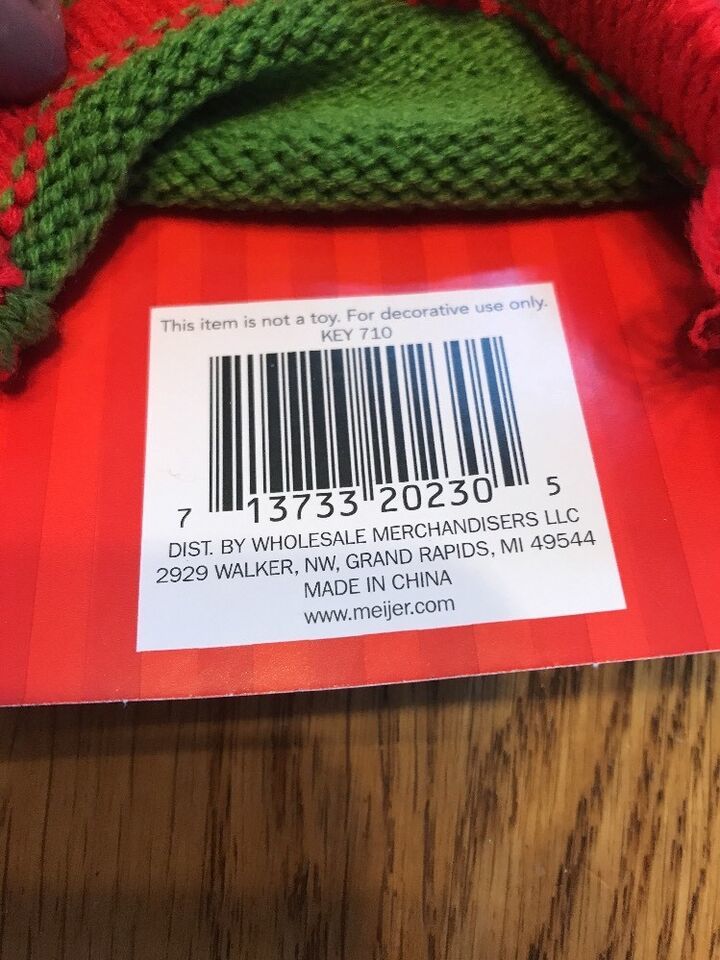 This item is not a toy. For decorative use only.
KEY 710
7 13733 20230 5
DIST. BY WHOLESALE MERCHANDISERS LLC
2929 WALKER, NW, GRAND RAPIDS, MI 49544
MADE IN CHINA
www.meijer.com